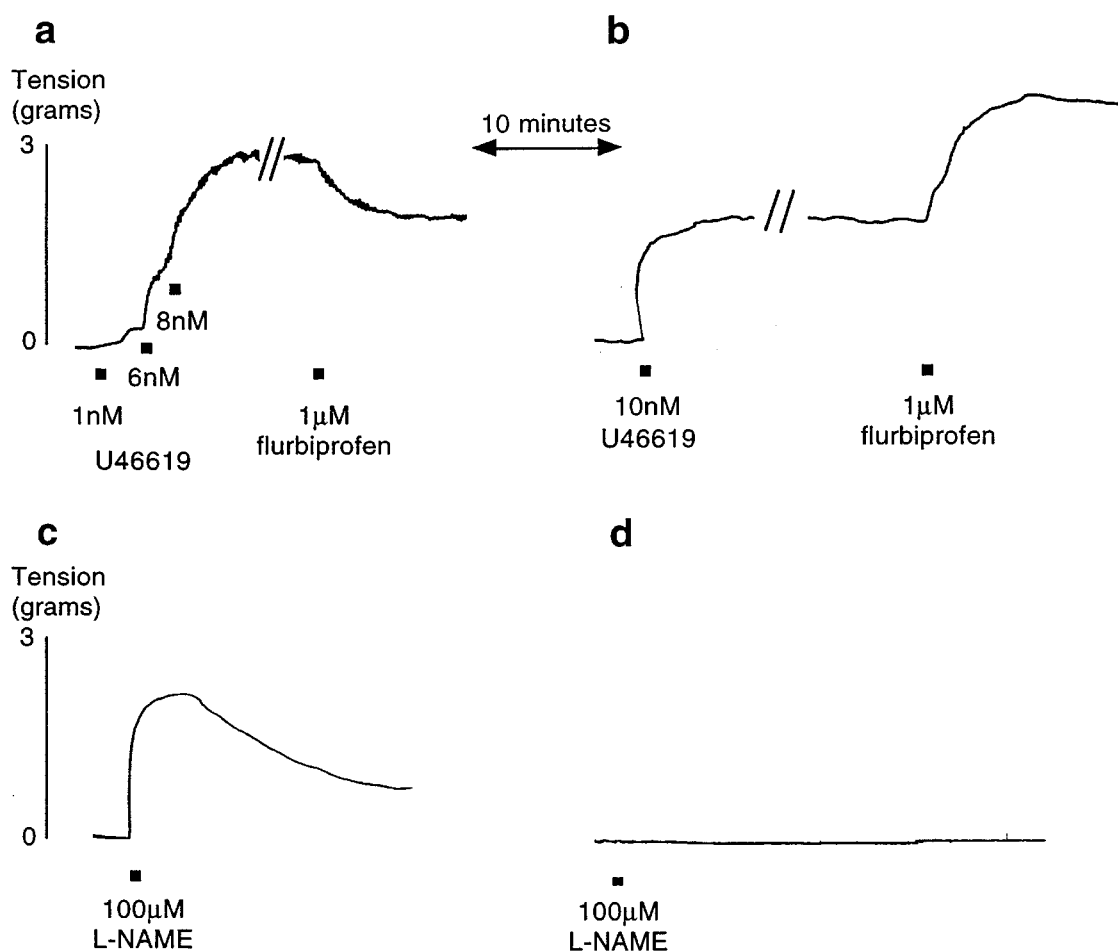 a
Tension
(grams)
3
0
1nM
6nM
8nM
U46619
1µM
flurbiprofen
10 minutes
b
10nM
U46619
1µM
flurbiprofen
c
Tension
(grams)
3
0
100µM
L-NAME
d
100µM
L-NAME